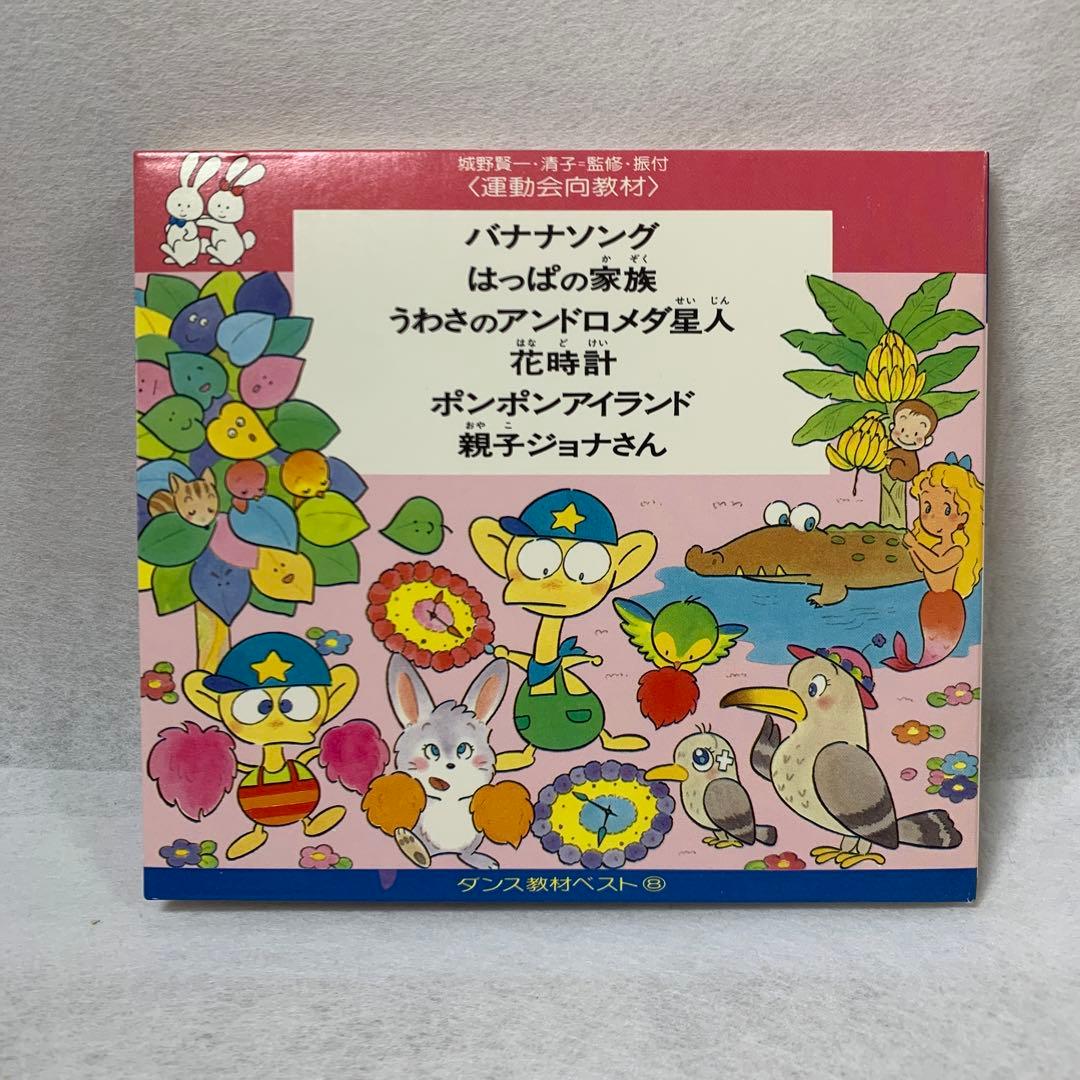 城野賢一・清子=監修・振付
〈運動会向教材〉
バナナソング
はっぱの家族
かぞく
うわさのアンドロメダ星人
せいじん
花時計
はなどけい
ポンポンアイランド
親子ジョナさん
おやこ
ダンス教材ベスト⑧